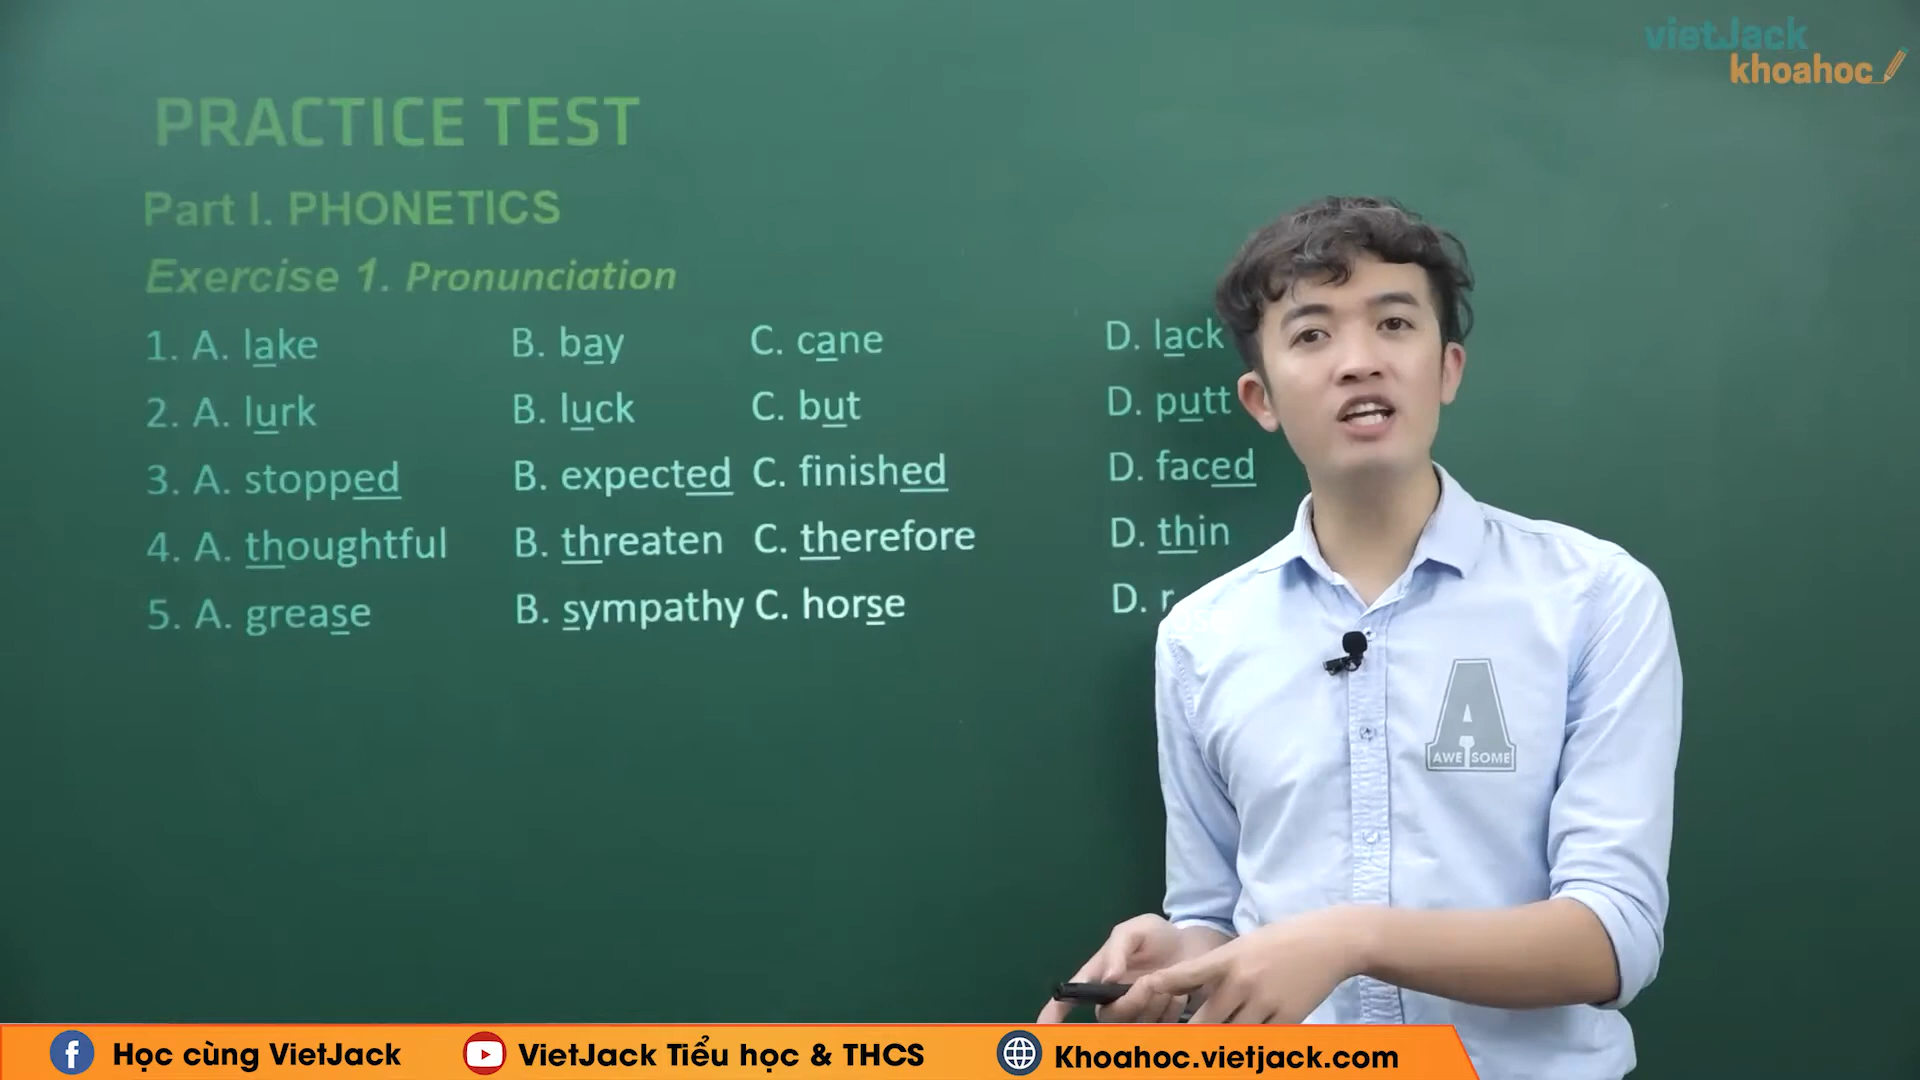 vietJack
khoahoc
PRACTICE TEST
Part I. PHONETICS
Exercise 1. Pronunciation
1. A. lake B. bay C. cane D. lack
2. A. lurk B. luck C. but D. putt
3. A. stopped B. expected C. finished D. faced
4. A. thoughtful B. threaten C. therefore D. thin
5. A. grease B. sympathy C. horse D.
A
AWESOME
Học cùng VietJack VietJack Tiểu học & THCS Khoahoc.vietjack.com